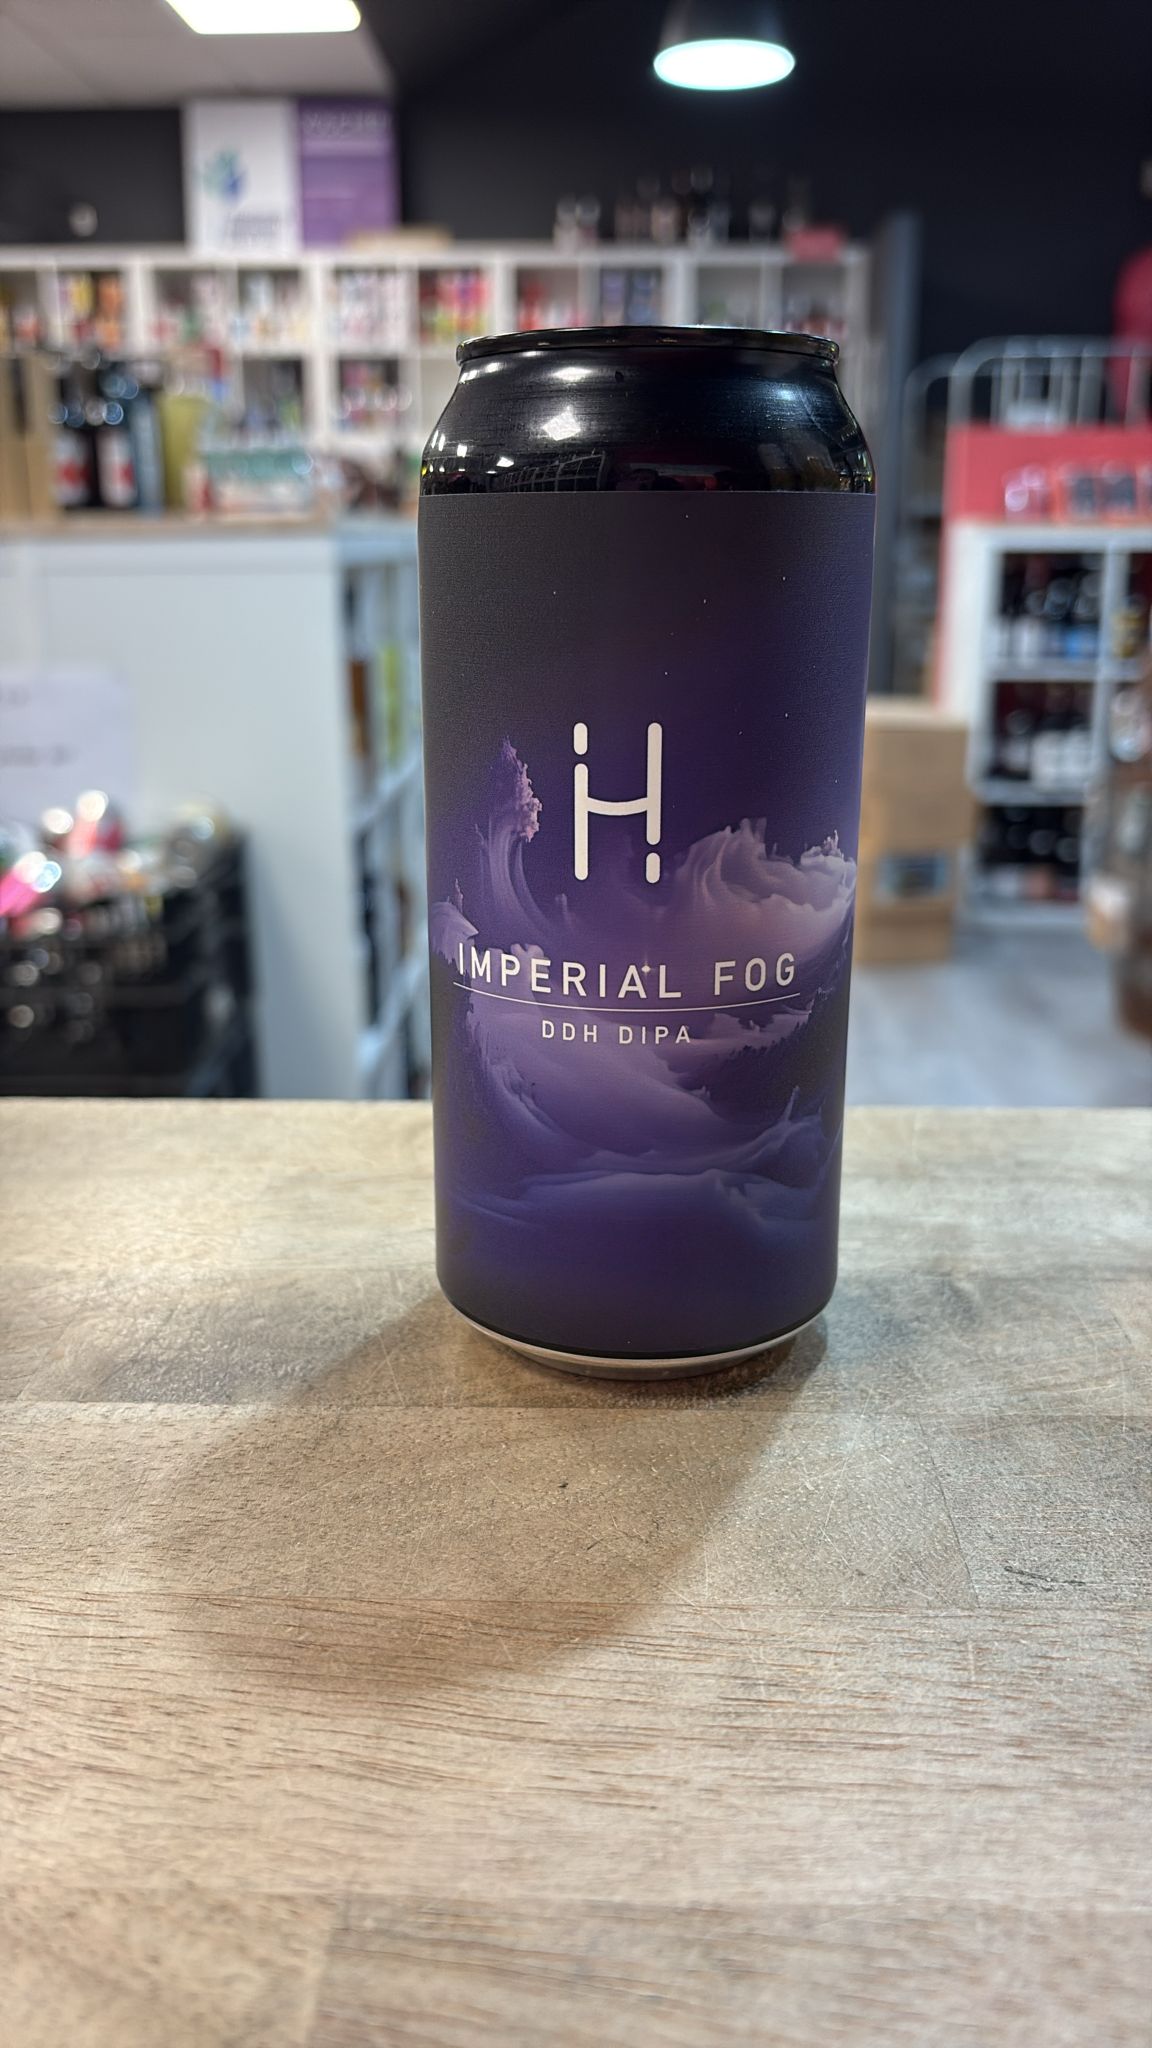 H
IMPERIAL FOG
DDH DIPA